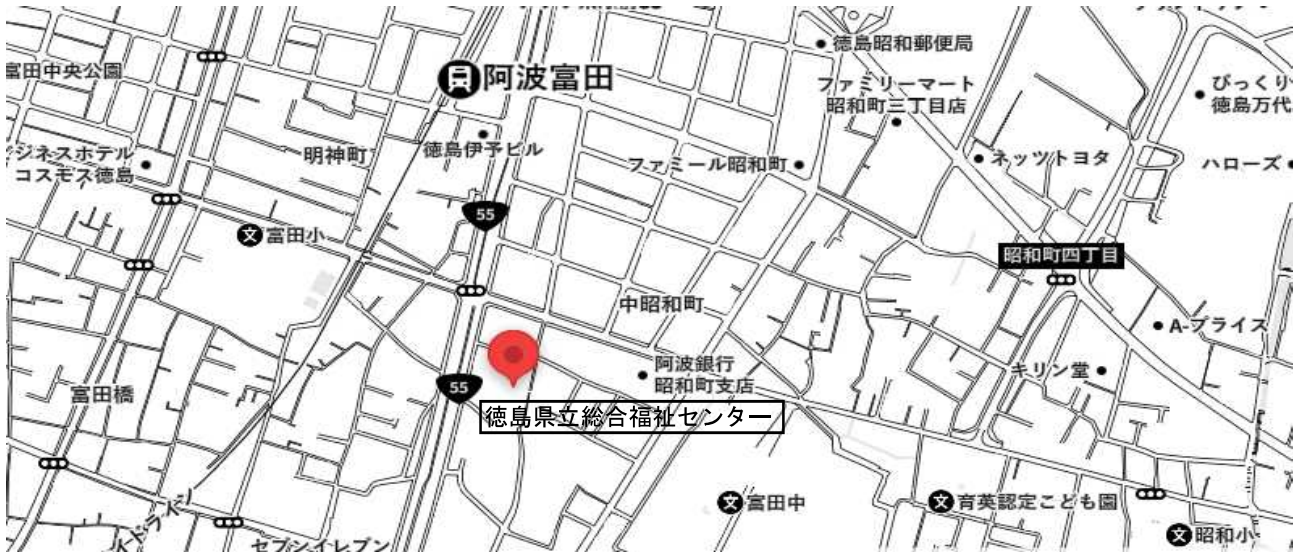 徳島昭和郵便局
富田中央公園
阿波富田
ファミリーマート
昭和町三丁目店
びっくり
徳島万代
徳島伊予ビル
明神町
ジネスホテル
コスモス徳島
ファミール昭和町
ネッツトヨタ
ハローズ
55
富田小
昭和町四丁目
中昭和町
A-プライス
阿波銀行
昭和町支店
キリン堂
55
富田橋
徳島県立総合福祉センター
富田中
育英認定こども園
昭和小
セブンイレブン